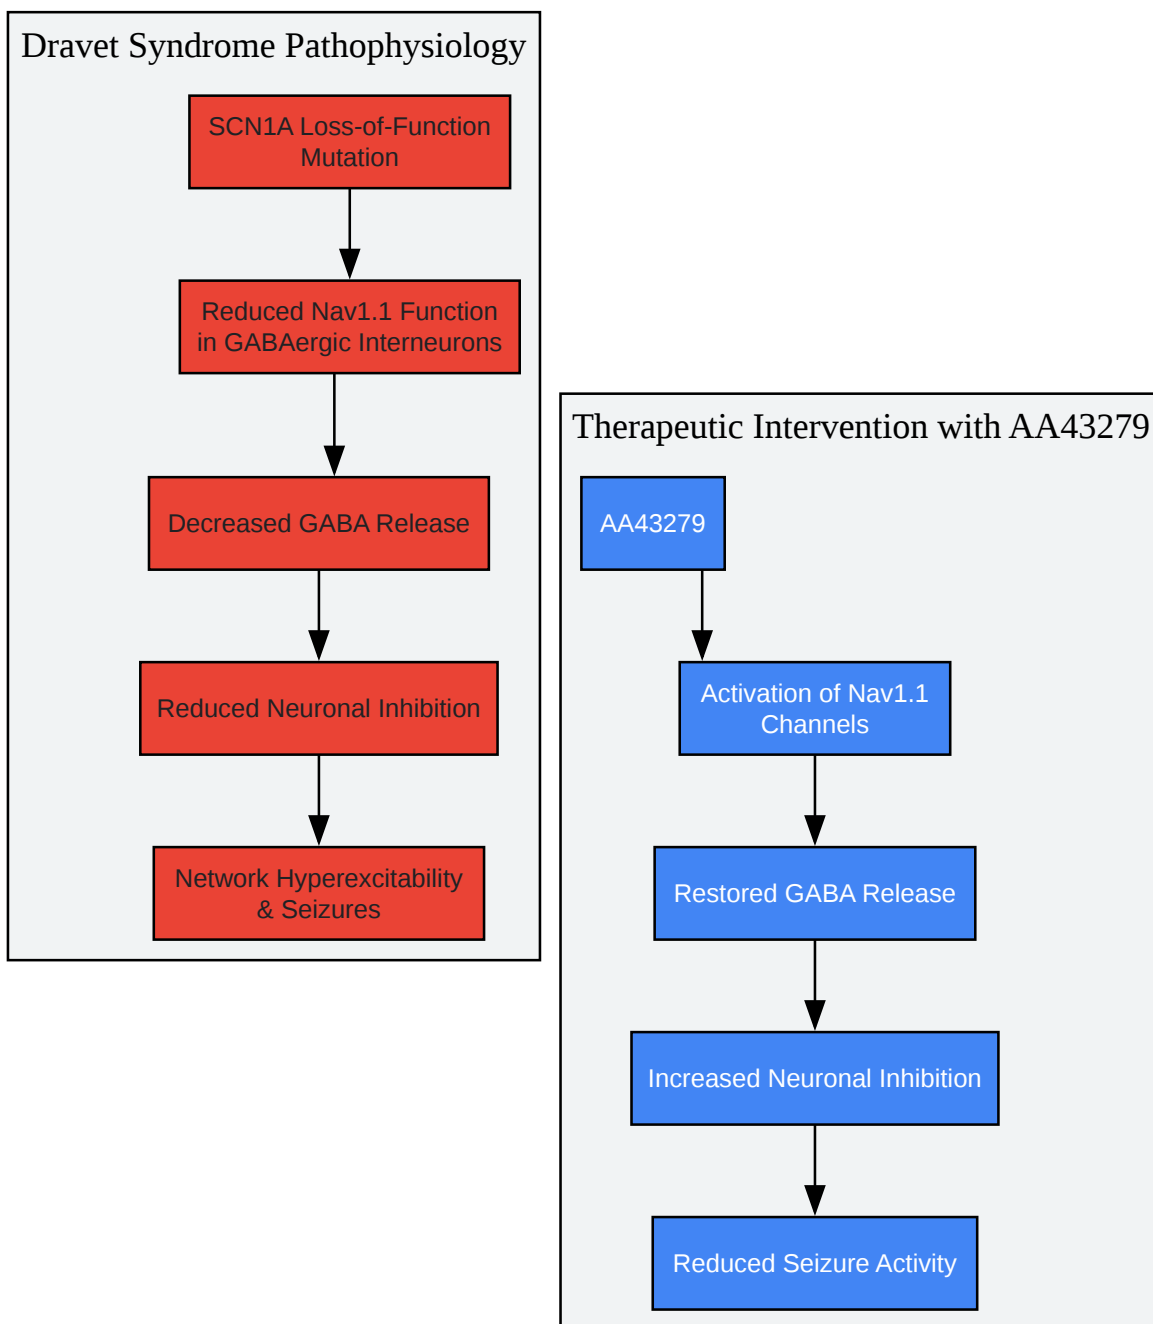 Dravet Syndrome Pathophysiology
SCN1A Loss-of-Function
Mutation
Reduced Nav1.1 Function
in GABAergic Interneurons
Decreased GABA Release
Reduced Neuronal Inhibition
Network Hyperexcitability
& Seizures
Therapeutic Intervention with AA43279
AA43279
Activation of Nav1.1
Channels
Restored GABA Release
Increased Neuronal Inhibition
Reduced Seizure Activity